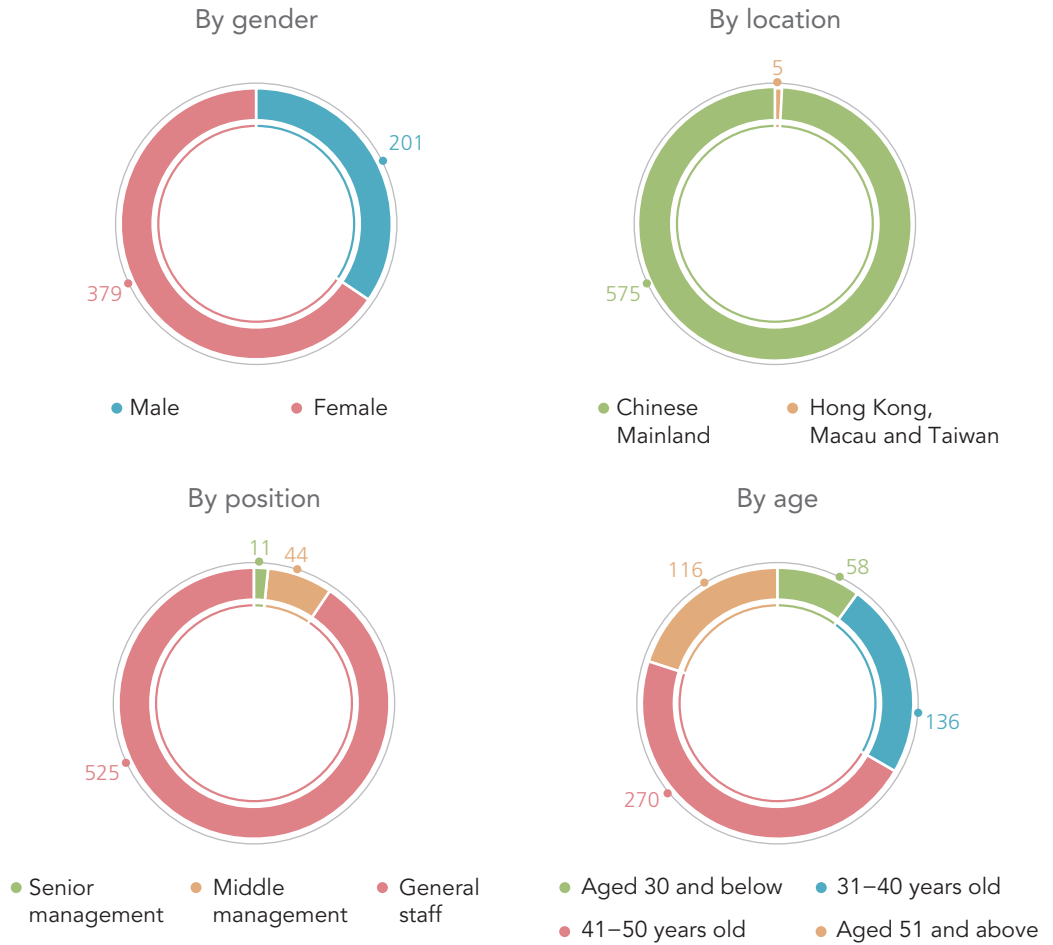 By gender
201
379
Male
Female
By location
5
575
Chinese
Mainland
Hong Kong,
Macau and Taiwan
By position
11
44
525
Senior
management
Middle
management
General
staff
By age
116
58
136
270
Aged 30 and below
31–40 years old
41–50 years old
Aged 51 and above